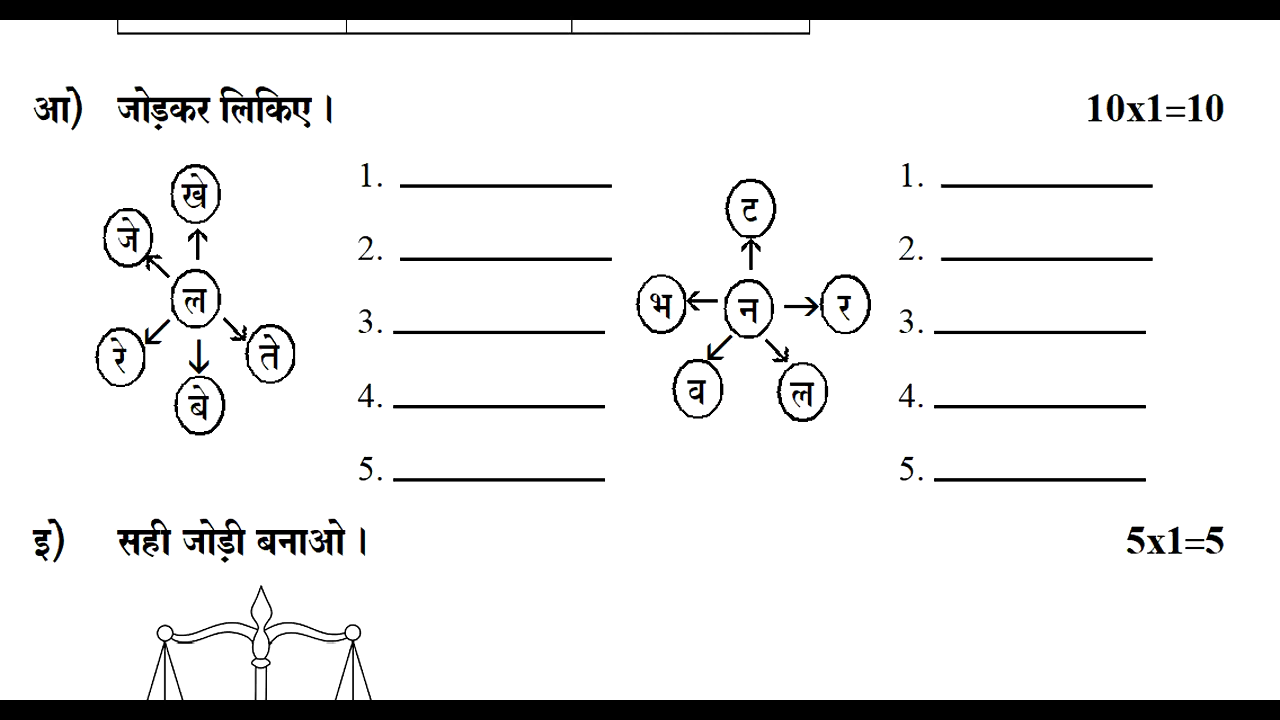 आ) जोड़कर लिकिए । 10x1=10
खे
जे
ल
रे
ते
बे
1. 
2. 
3. 
4. 
5. 
ट
भ
न
र
व
ल
1. 
2. 
3. 
4. 
5. 
इ) सही जोड़ी बनाओ । 5x1=5